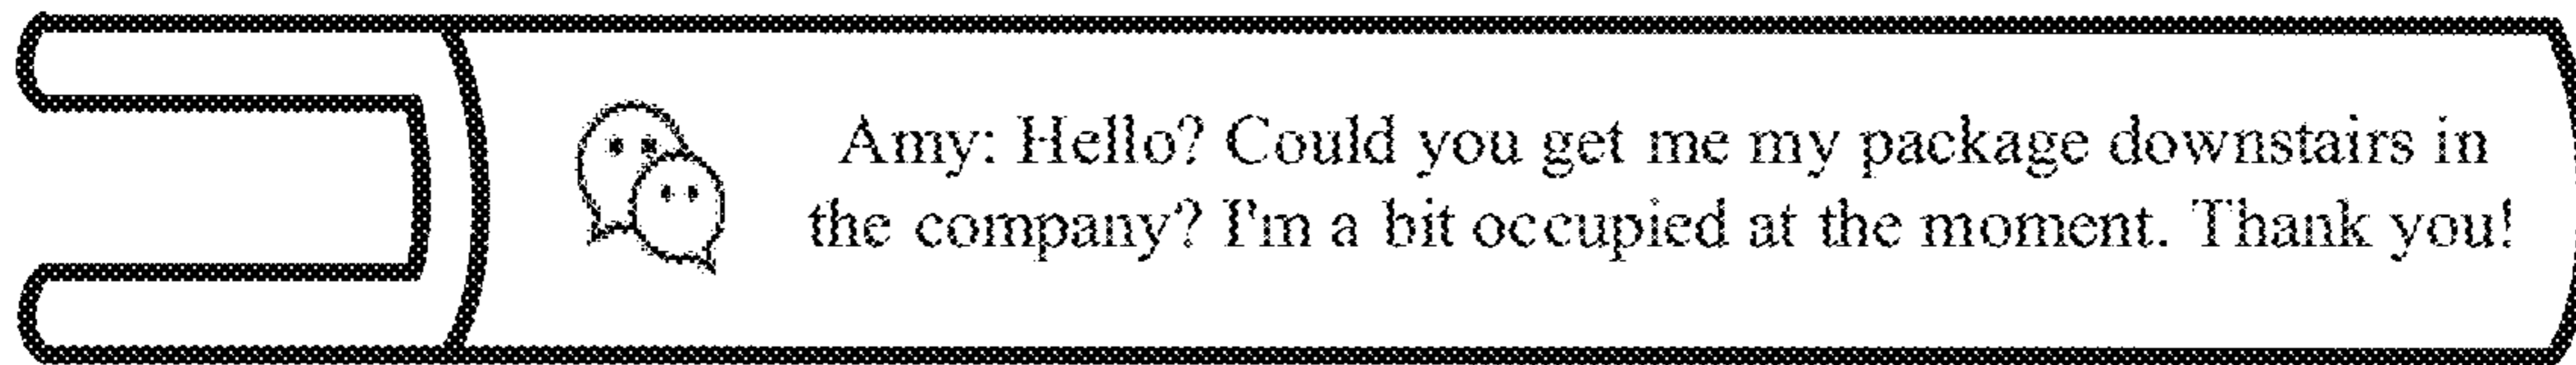 Amy: Hello? Could you get me my package downstairs in
the company? I'm a bit occupied at the moment. Thank you!